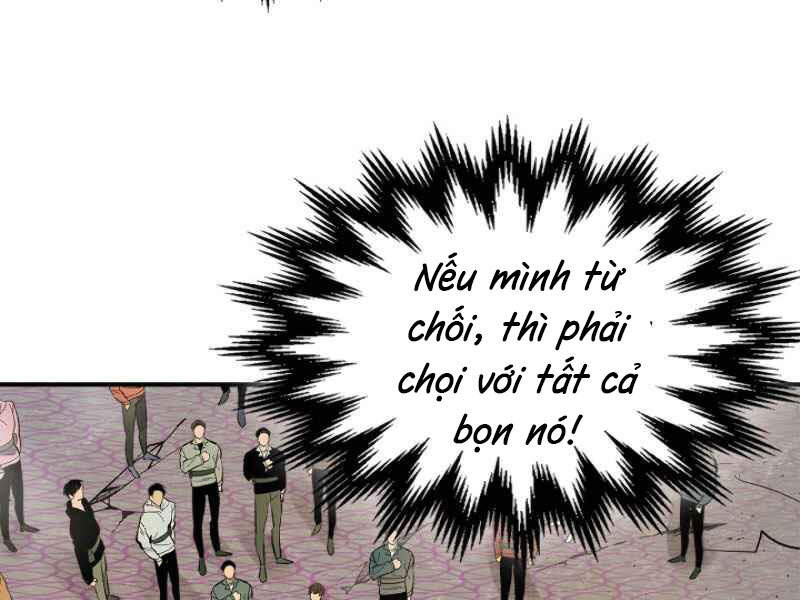 Nếu mình từ
chối, thì phải
chọi với tất cả
bọn nó!